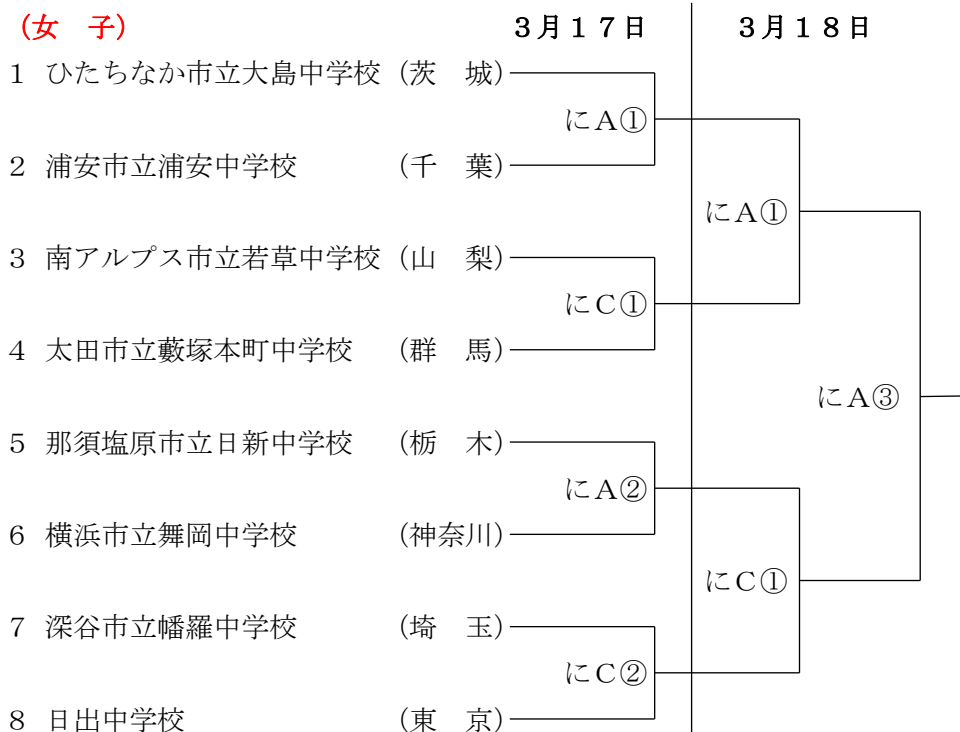 (女　子)　３月１７日　３月１８日
１　ひたちなか市立大島中学校（茨　城）
にＡ①
２　浦安市立浦安中学校（千　葉）
にＡ①
３　南アルプス市立若草中学校（山　梨）
にＣ①
４　太田市立藪塚本町中学校（群　馬）
にＡ③
５　那須塩原市立日新中学校（栃　木）
にＡ②
６　横浜市立舞岡中学校（神奈川）
にＣ①
７　深谷市立幡羅中学校（埼　玉）
にＣ②
８　日出中学校（東　京）